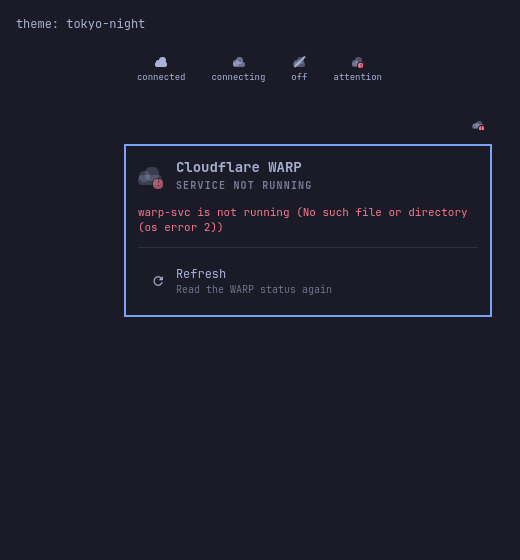 theme: tokyo-night
connected
connecting
off
attention
Cloudflare WARP
SERVICE NOT RUNNING
warp-svc is not running (No such file or directory
(os error 2))
Refresh
Read the WARP status again